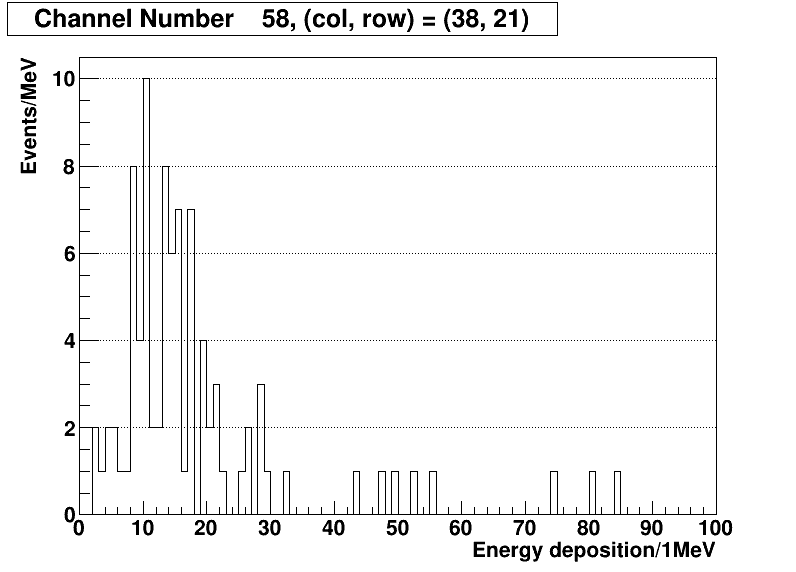 Channel Number 58, (col, row) = (38, 21)
Events/MeV
10
8
6
4
2
0
0 10 20 30 40 50 60 70 80 90 100
Energy deposition/1MeV